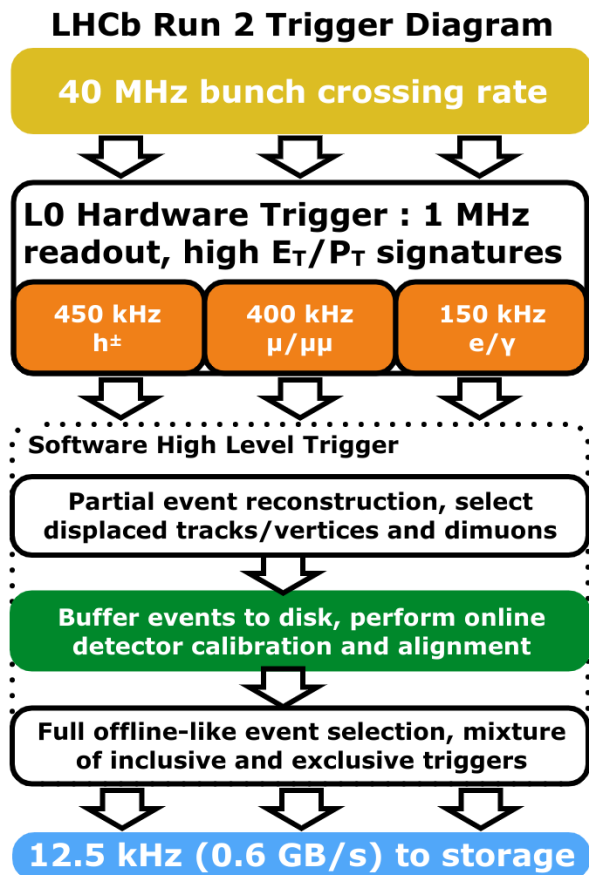 LHCb Run 2 Trigger Diagram
40 MHz bunch crossing rate
L0 Hardware Trigger : 1 MHz
readout, high E_T/P_T signatures
450 kHz
h±
400 kHz
μ/μμ
150 kHz
e/γ
Software High Level Trigger
Partial event reconstruction, select
displaced tracks/vertices and dimuons
Buffer events to disk, perform online
detector calibration and alignment
Full offline-like event selection, mixture
of inclusive and exclusive triggers
12.5 kHz (0.6 GB/s) to storage